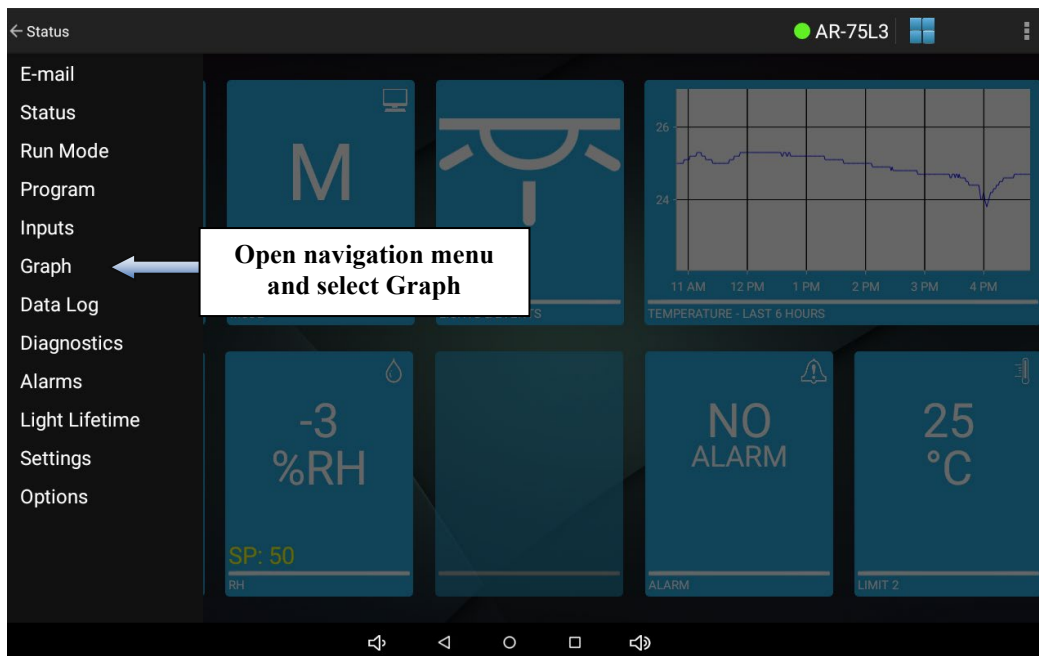 Status
AR-75L3
E-mail
Status
Run Mode
Program
Inputs
Graph
Data Log
Diagnostics
Alarms
Light Lifetime
Settings
Options
Open navigation menu
and select Graph
M
26
24
11 AM 12 PM 1 PM 2 PM 3 PM 4 PM
TEMPERATURE - LAST 6 HOURS
-3
%RH
SP: 50
RH
NO
ALARM
ALARM
25
°C
LIMIT 2